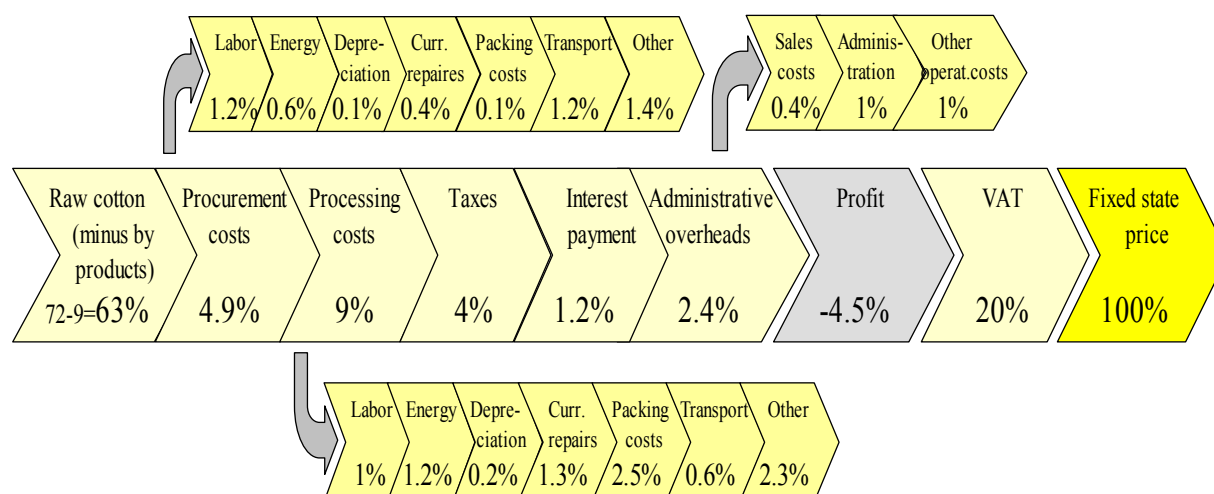 Labor
1.2%
Energy
0.6%
Depre-
ciation
0.1%
Curr.
repaires
0.4%
Packing
costs
0.1%
Transport
1.2%
Other
1.4%
Sales
costs
0.4%
Adminis-
tration
1%
Other
operat.costs
1%
Raw cotton
(minus by
products)
72-9=63%
Procurement
costs
4.9%
Processing
costs
9%
Taxes
4%
Interest
payment
1.2%
Administrative
overheads
2.4%
Profit
-4.5%
VAT
20%
Fixed state
price
100%
Labor
1%
Energy
1.2%
Depre-
ciation
0.2%
Curr.
repairs
1.3%
Packing
costs
2.5%
Transport
0.6%
Other
2.3%